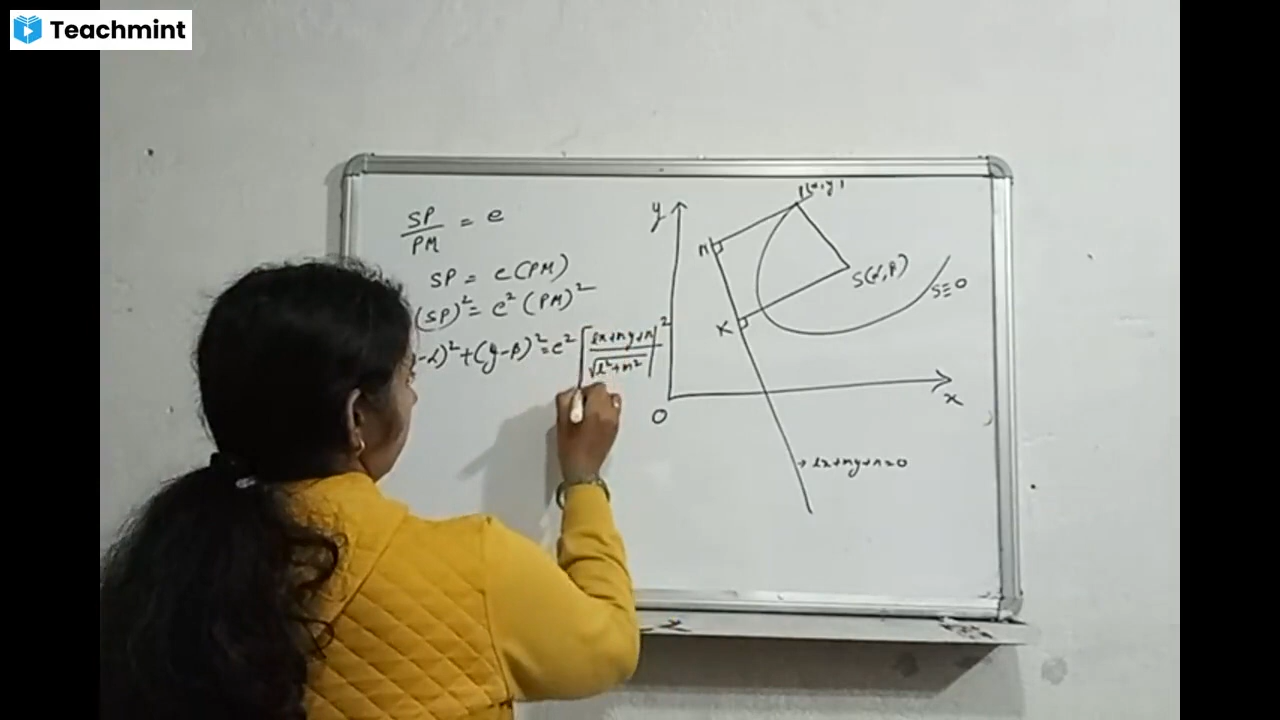 Teachmint
SP/PM = e
SP = e(PM)
(SP)² = e² (PM)²
-α)² + (y-β)² = e² [lx+my+n / √l²+m²]²
y
M
S(α,β)
S≡0
K
O
x
→ lx+my+n=0